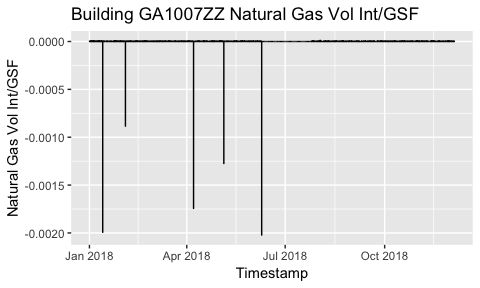 Building GA1007ZZ Natural Gas Vol Int/GSF
Natural Gas Vol Int/GSF
0.0000
-0.0005
-0.0010
-0.0015
-0.0020
Jan 2018 Apr 2018 Jul 2018 Oct 2018
Timestamp